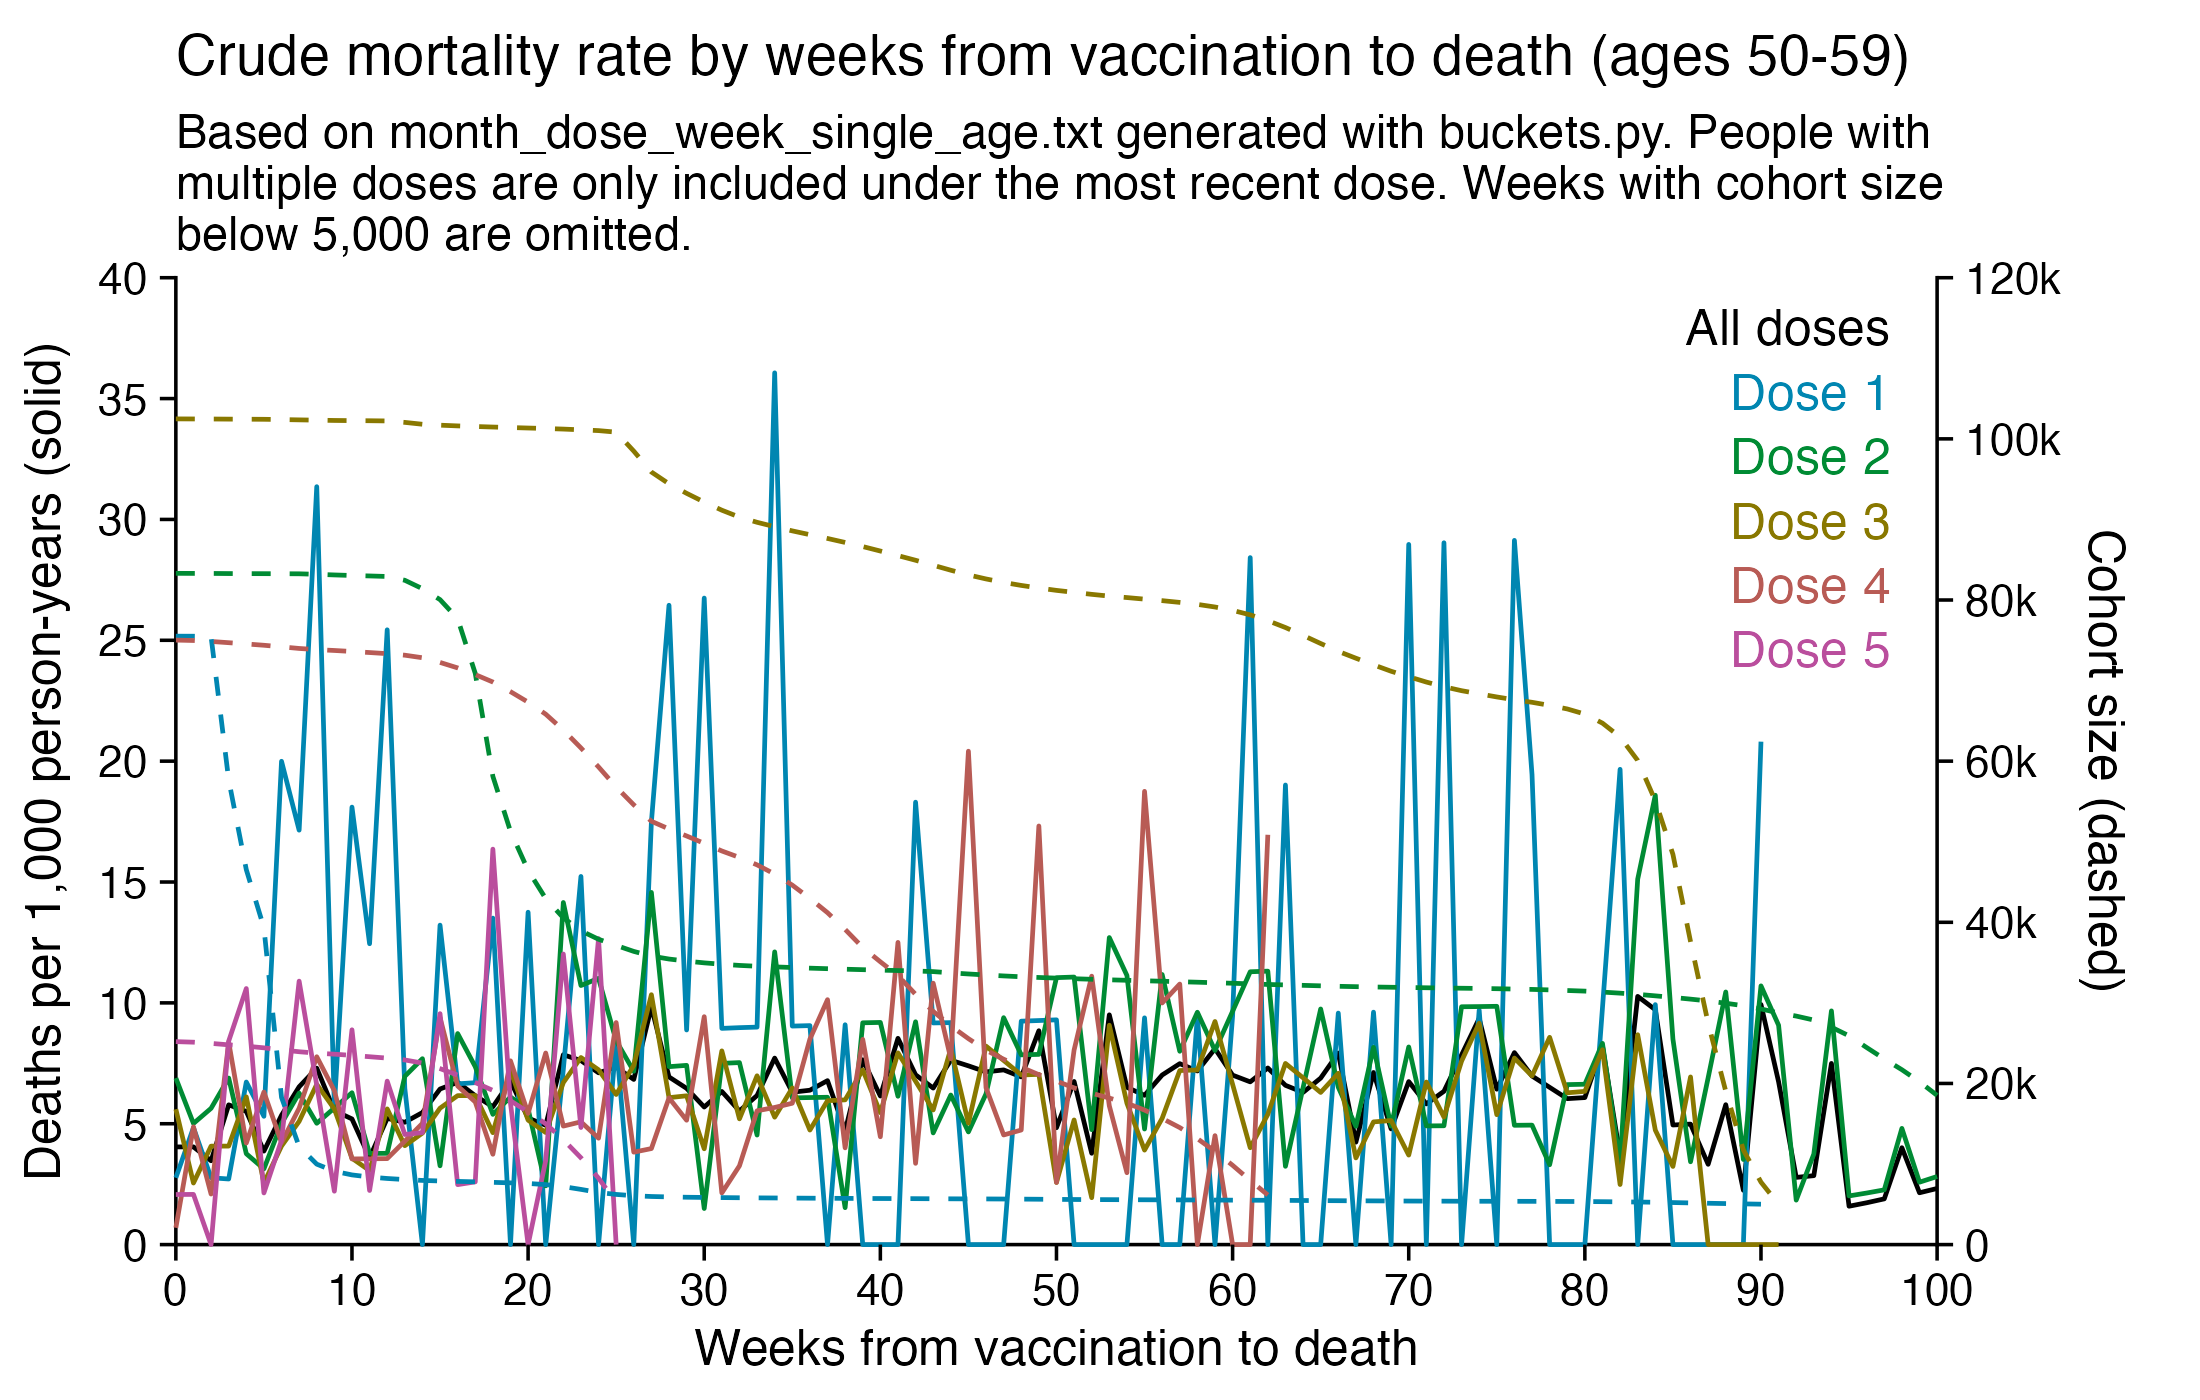 Crude mortality rate by weeks from vaccination to death (ages 50-59)
Based on month_dose_week_single_age.txt generated with buckets.py. People with
multiple doses are only included under the most recent dose. Weeks with cohort size
below 5,000 are omitted.
40
35
30
25
20
15
10
5
0
Deaths per 1,000 person-years (solid)
All doses
Dose 1
Dose 2
Dose 3
Dose 4
Dose 5
120k
100k
80k
60k
40k
20k
0
Cohort size (dashed)
0 10 20 30 40 50 60 70 80 90 100
Weeks from vaccination to death